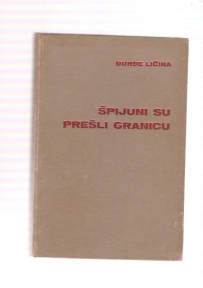 ĐORĐE LIČINA
ŠPIJUNI SU
PREŠLI GRANICU